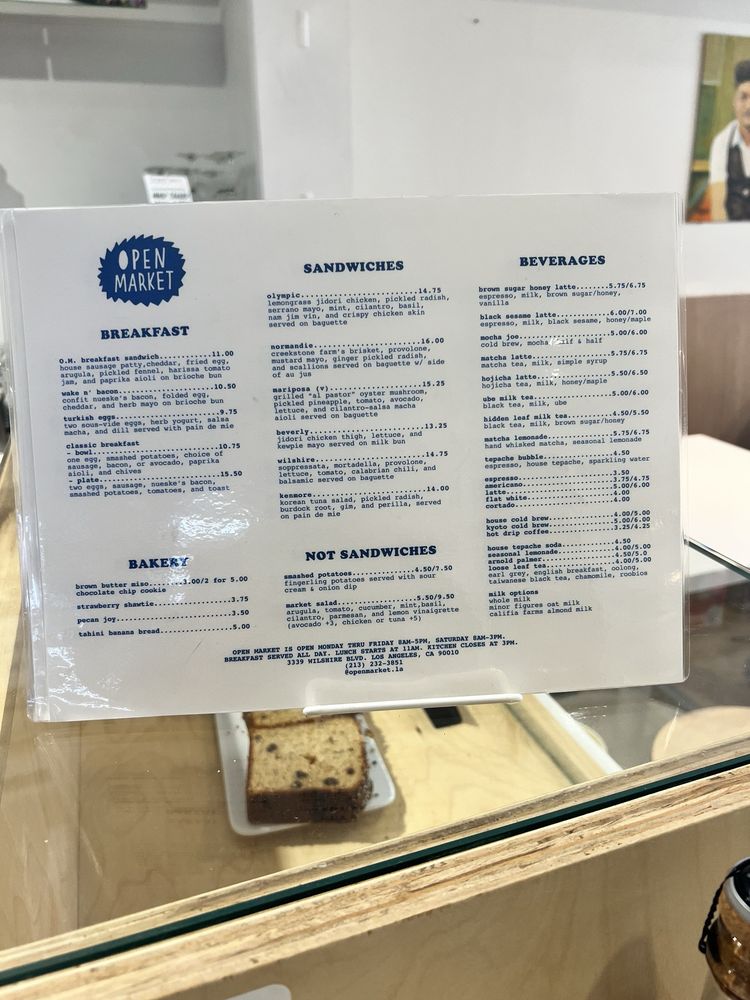 OPEN
MARKET
BREAKFAST
O.M. breakfast sandwich............11.00
house sausage patty,cheddar, fried egg,
arugula, pickled fennel, harissa tomato
jam, and paprika aioli on brioche bun
wake n' bacon......................10.50
confit nueske's bacon, folded egg,
cheddar, and herb mayo on brioche bun
turkish eggs.......................9.75
two sous-vide eggs, herb yogurt, salsa
macha, and dill served with pain de mie
classic breakfast
- bowl.............................10.75
one egg, smashed potatoes, choice of
sausage, bacon, or avocado, paprika
aioli, and chives
- plate............................15.50
two eggs, sausage, nueske's bacon,
smashed potatoes, tomatoes, and toast
BAKERY
brown butter miso.......3.00/2 for 5.00
chocolate chip cookie
strawberry shawtie.................3.75
pecan joy..........................3.50
tahini banana bread................5.00
SANDWICHES
olympic.........................14.75
lemongrass jidori chicken, pickled radish,
serrano mayo, mint, cilantro, basil,
nam jim vin, and crispy chicken skin
served on baguette
normandie.......................16.00
creekstone farm's brisket, provolone,
mustard mayo, ginger pickled radish,
and scallions served on baguette w/ side
of au jus
mariposa (v)....................15.25
grilled "al pastor" oyster mushroom,
pickled pineapple, tomato, avocado,
lettuce, and cilantro-salsa macha
aioli served on baguette
beverly.........................13.25
jidori chicken thigh, lettuce, and
kewpie mayo served on milk bun
wilshire........................14.75
soppressata, mortadella, provolone,
lettuce, tomato, calabrian chili, and
balsamic served on baguette
kenmore.........................14.00
korean tuna salad, pickled radish,
burdock root, gim, and perilla, served
on pain de mie
NOT SANDWICHES
smashed potatoes................4.50/7.50
fingerling potatoes served with sour
cream & onion dip
market salad....................5.50/9.50
arugula, tomato, cucumber, mint,basil,
cilantro, parmesan, and lemon vinaigrette
(avocado +3, chicken or tuna +5)
BEVERAGES
brown sugar honey latte.......5.75/6.75
espresso, milk, brown sugar/honey,
vanilla
black sesame latte............6.00/7.00
espresso, milk, black sesame, honey/maple
mocha joe.....................5.00/6.00
cold brew, mocha, half & half
matcha latte..................5.75/6.75
matcha tea, milk, simple syrup
hojicha latte.................5.50/6.50
hojicha tea, milk, honey/maple
ube milk tea..................5.00/6.00
black tea, milk, ube
hidden leaf milk tea..........4.50/5.50
black tea, milk, brown sugar/honey
matcha lemonade...............5.75/6.75
hand whisked matcha, seasonal lemonade
tepache bubble................4.50
espresso, house tepache, sparkling water
espresso......................3.50
americano.....................3.75/4.75
latte.........................5.00/6.00
flat white....................4.00
cortado.......................4.00
house cold brew...............4.00/5.00
kyoto cold brew...............5.00/6.00
hot drip coffee...............3.25/4.25
house tepache soda............4.50
seasonal lemonade.............4.00/5.00
arnold palmer.................4.50/5.0
loose leaf tea................4.00/5.00
earl grey, english breakfast, oolong,
taiwanese black tea, chamomile, roobios
milk options
whole milk
minor figures oat milk
califia farms almond milk
OPEN MARKET IS OPEN MONDAY THRU FRIDAY 8AM-5PM, SATURDAY 8AM-3PM.
BREAKFAST SERVED ALL DAY. LUNCH STARTS AT 11AM. KITCHEN CLOSES AT 3PM.
3339 WILSHIRE BLVD. LOS ANGELES, CA 90010
(213) 232-3851
@openmarket.la